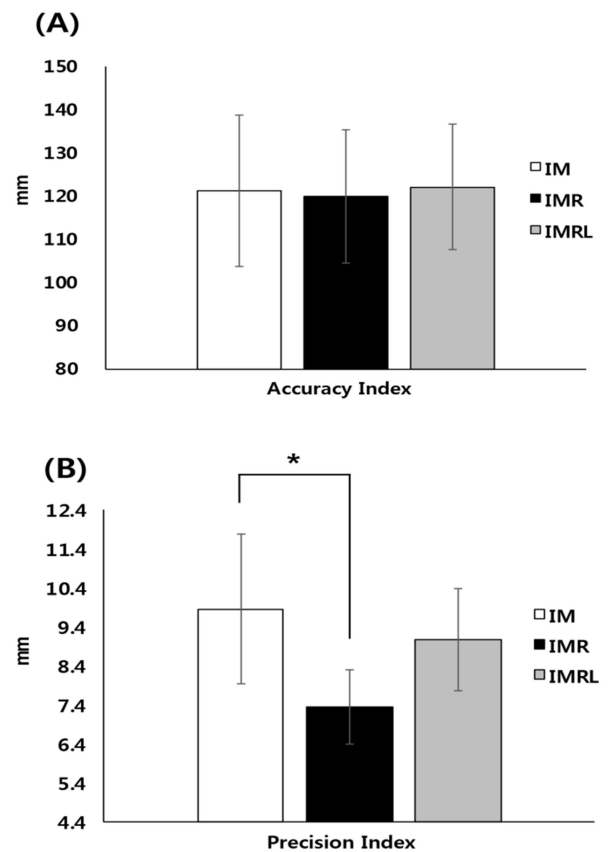 (A)
150
140
130
120
110
100
90
80
mm
IM
IMR
IMRL
Accuracy Index
(B)
*
12.4
11.4
10.4
9.4
8.4
7.4
6.4
5.4
4.4
mm
IM
IMR
IMRL
Precision Index